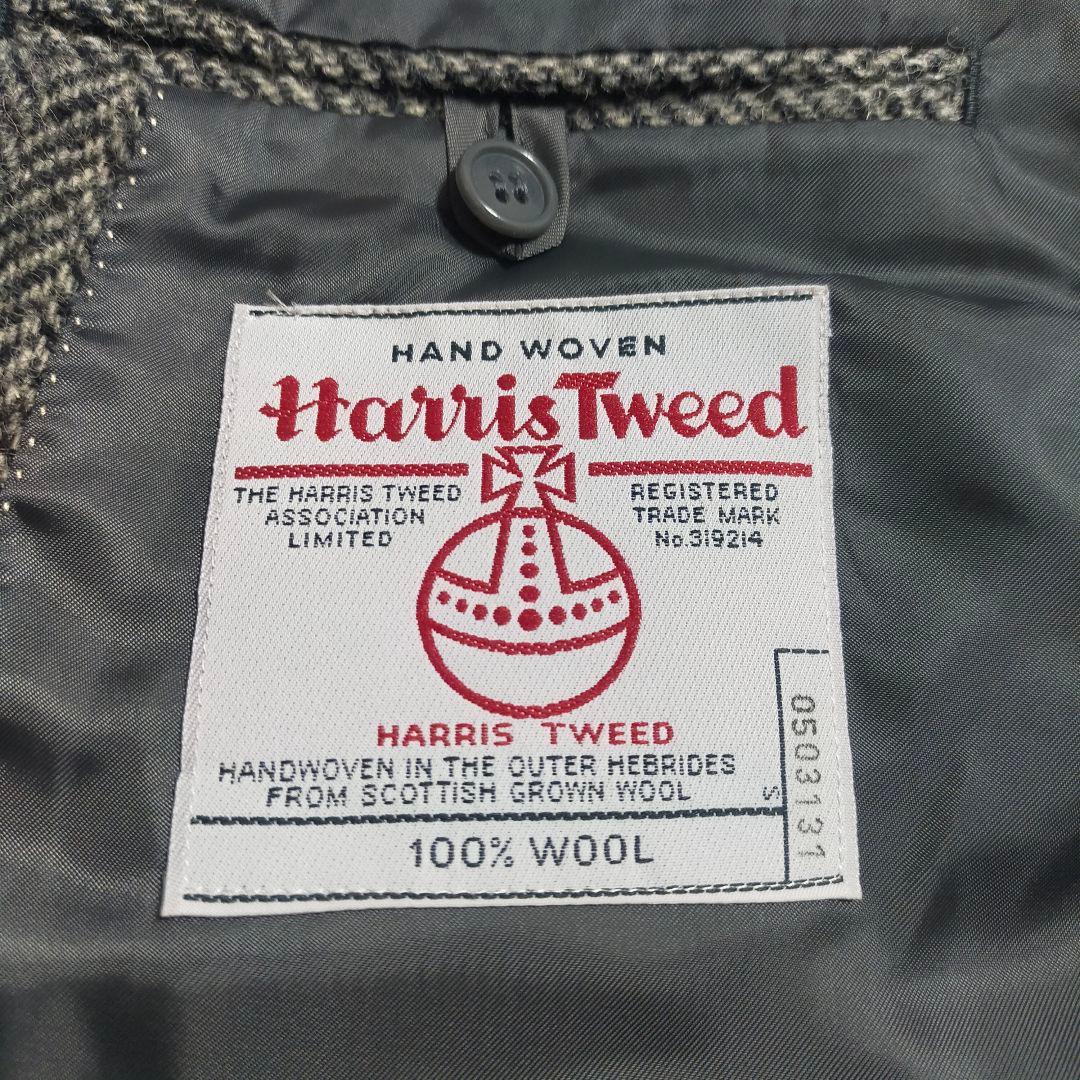 HAND WOVEN
Harris Tweed
THE HARRIS TWEED
ASSOCIATION
LIMITED
REGISTERED
TRADE MARK
No.319214
HARRIS TWEED
HANDWOVEN IN THE OUTER HEBRIDES
FROM SCOTTISH GROWN WOOL
S
0503131
100% WOOL